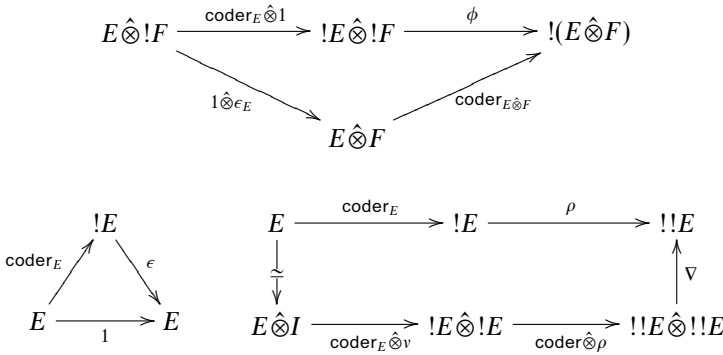 E ⊗̂ !F coder_E ⊗̂ 1 !E ⊗̂ !F ϕ !(E ⊗̂ F)
1 ⊗̂ ϵ_E coder_{E ⊗̂ F}
E ⊗̂ F
!E E coder_E !E ρ !!E
coder_E ϵ ≃ ∇
E 1 E E ⊗̂ I coder_E ⊗̂ ν !E ⊗̂ !E coder ⊗̂ ρ !!E ⊗̂ !!E